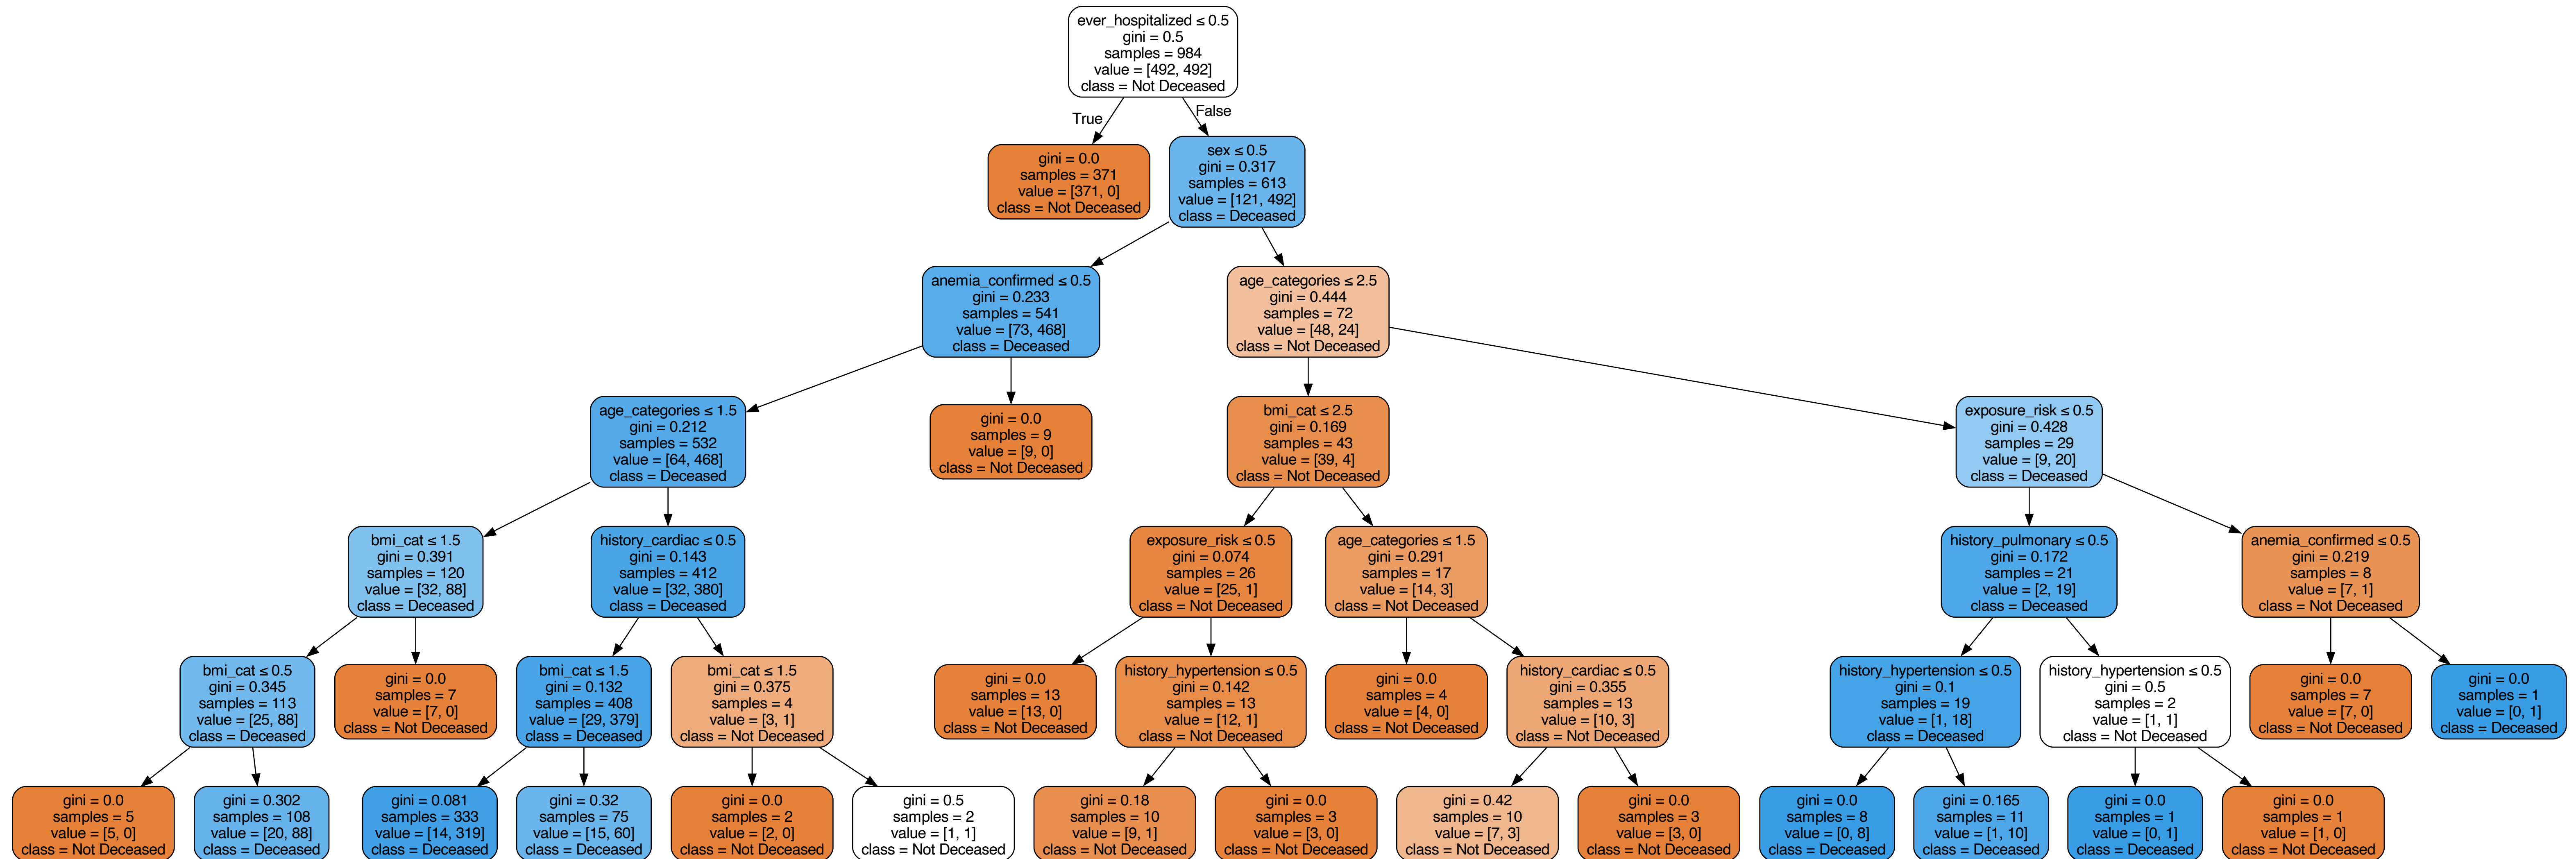 ever_hospitalized ≤ 0.5
gini = 0.5
samples = 984
value = [492, 492]
class = Not Deceased
True
False
gini = 0.0
samples = 371
value = [371, 0]
class = Not Deceased
sex ≤ 0.5
gini = 0.317
samples = 613
value = [121, 492]
class = Deceased
anemia_confirmed ≤ 0.5
gini = 0.233
samples = 541
value = [73, 468]
class = Deceased
age_categories ≤ 2.5
gini = 0.444
samples = 72
value = [48, 24]
class = Not Deceased
age_categories ≤ 1.5
gini = 0.212
samples = 532
value = [64, 468]
class = Deceased
gini = 0.0
samples = 9
value = [9, 0]
class = Not Deceased
bmi_cat ≤ 2.5
gini = 0.169
samples = 43
value = [39, 4]
class = Not Deceased
exposure_risk ≤ 0.5
gini = 0.428
samples = 29
value = [9, 20]
class = Deceased
bmi_cat ≤ 1.5
gini = 0.391
samples = 120
value = [32, 88]
class = Deceased
history_cardiac ≤ 0.5
gini = 0.143
samples = 412
value = [32, 380]
class = Deceased
exposure_risk ≤ 0.5
gini = 0.074
samples = 26
value = [25, 1]
class = Not Deceased
age_categories ≤ 1.5
gini = 0.291
samples = 17
value = [14, 3]
class = Not Deceased
history_pulmonary ≤ 0.5
gini = 0.172
samples = 21
value = [2, 19]
class = Deceased
anemia_confirmed ≤ 0.5
gini = 0.219
samples = 8
value = [7, 1]
class = Not Deceased
bmi_cat ≤ 0.5
gini = 0.345
samples = 113
value = [25, 88]
class = Deceased
gini = 0.0
samples = 7
value = [7, 0]
class = Not Deceased
bmi_cat ≤ 1.5
gini = 0.132
samples = 408
value = [29, 379]
class = Deceased
bmi_cat ≤ 1.5
gini = 0.375
samples = 4
value = [3, 1]
class = Not Deceased
gini = 0.0
samples = 13
value = [13, 0]
class = Not Deceased
history_hypertension ≤ 0.5
gini = 0.142
samples = 13
value = [12, 1]
class = Not Deceased
gini = 0.0
samples = 4
value = [4, 0]
class = Not Deceased
history_cardiac ≤ 0.5
gini = 0.355
samples = 13
value = [10, 3]
class = Not Deceased
history_hypertension ≤ 0.5
gini = 0.1
samples = 19
value = [1, 18]
class = Deceased
history_hypertension ≤ 0.5
gini = 0.5
samples = 2
value = [1, 1]
class = Not Deceased
gini = 0.0
samples = 7
value = [7, 0]
class = Not Deceased
gini = 0.0
samples = 1
value = [0, 1]
class = Deceased
gini = 0.0
samples = 5
value = [5, 0]
class = Not Deceased
gini = 0.302
samples = 108
value = [20, 88]
class = Deceased
gini = 0.081
samples = 333
value = [14, 319]
class = Deceased
gini = 0.32
samples = 75
value = [15, 60]
class = Deceased
gini = 0.0
samples = 2
value = [2, 0]
class = Not Deceased
gini = 0.5
samples = 2
value = [1, 1]
class = Not Deceased
gini = 0.18
samples = 10
value = [9, 1]
class = Not Deceased
gini = 0.0
samples = 3
value = [3, 0]
class = Not Deceased
gini = 0.42
samples = 10
value = [7, 3]
class = Not Deceased
gini = 0.0
samples = 3
value = [3, 0]
class = Not Deceased
gini = 0.0
samples = 8
value = [0, 8]
class = Deceased
gini = 0.165
samples = 11
value = [1, 10]
class = Deceased
gini = 0.0
samples = 1
value = [0, 1]
class = Deceased
gini = 0.0
samples = 1
value = [1, 0]
class = Not Deceased